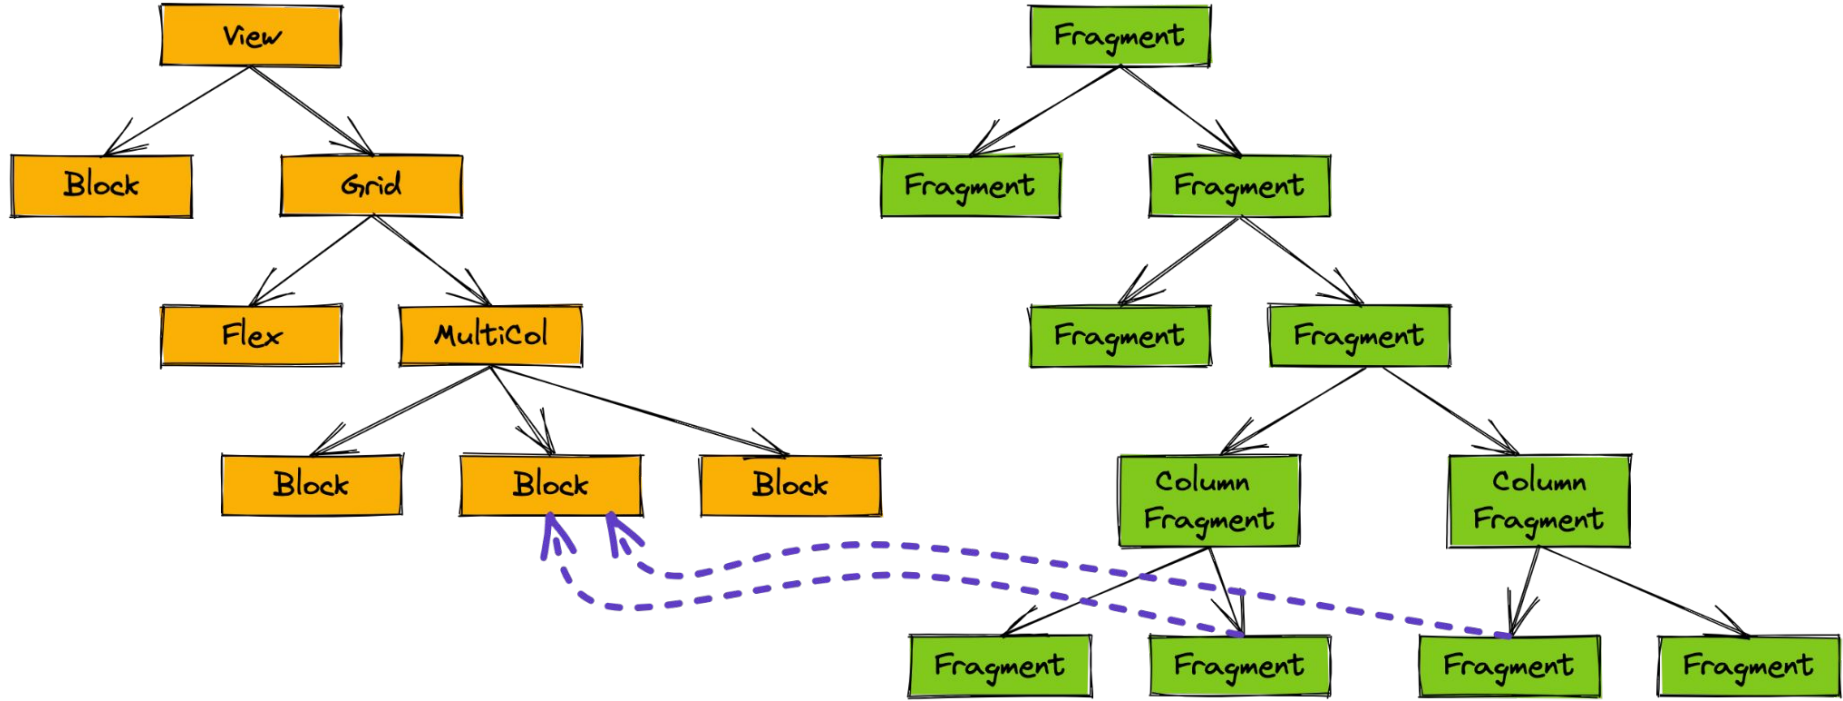 View
Fragment
Block
Grid
Fragment
Fragment
Flex
MultiCol
Fragment
Fragment
Block
Block
Block
Column
Fragment
Column
Fragment
Fragment
Fragment
Fragment
Fragment